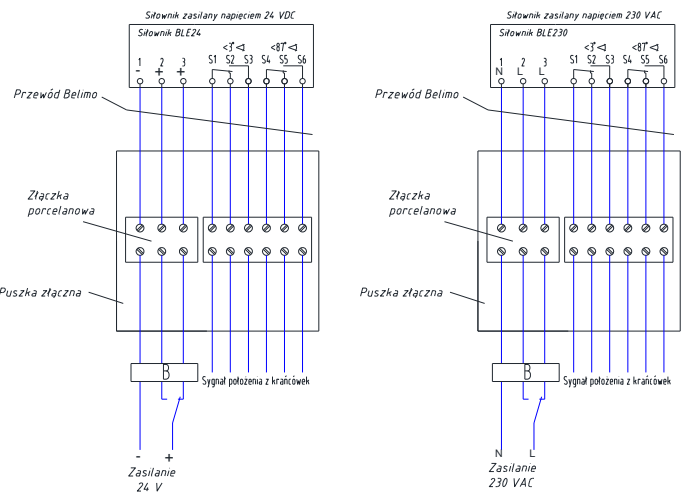 Siłownik zasilany napięciem 24 VDC
Siłownik BLE24
<3° <87°
S1 S2 S3 S4 S5 S6
1 2 3
- + +
Przewód Belimo
Złączka
porcelanowa
Puszka złączna
B
Sygnał położenia z krańcówek
- +
Zasilanie
24 V
Siłownik zasilany napięciem 230 VAC
Siłownik BLE230
<3° <87°
S1 S2 S3 S4 S5 S6
1 2 3
N L L
Przewód Belimo
Złączka
porcelanowa
Puszka złączna
B
Sygnał położenia z krańcówek
N L
Zasilanie
230 VAC